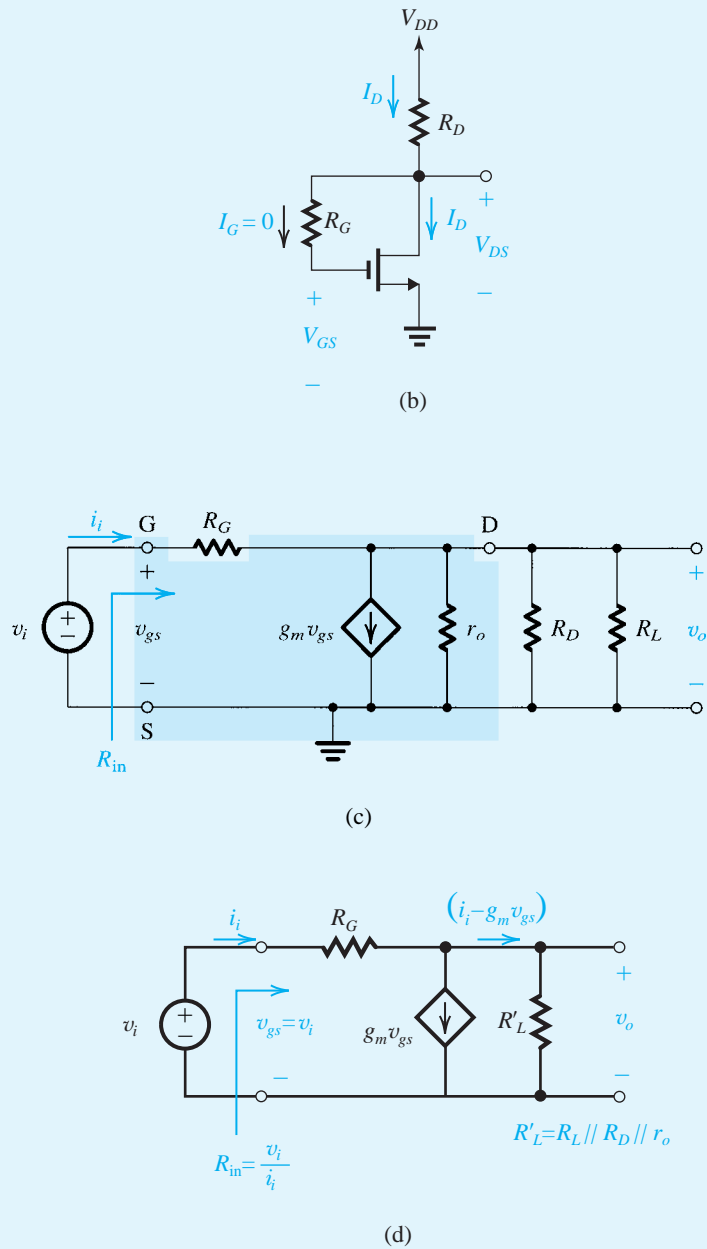 V_DD
I_D
R_D
I_G = 0
R_G
I_D
+
V_DS
−
+
V_GS
−
(b)
i_i
G
R_G
D
+
+
v_i
+
−
v_gs
g_m v_gs
r_o
R_D
R_L
v_o
−
−
S
R_in
(c)
i_i
R_G
(i_i − g_m v_gs)
+
v_i
+
−
v_gs = v_i
g_m v_gs
R'_L
v_o
−
−
R'_L = R_L // R_D // r_o
R_in = v_i / i_i
(d)